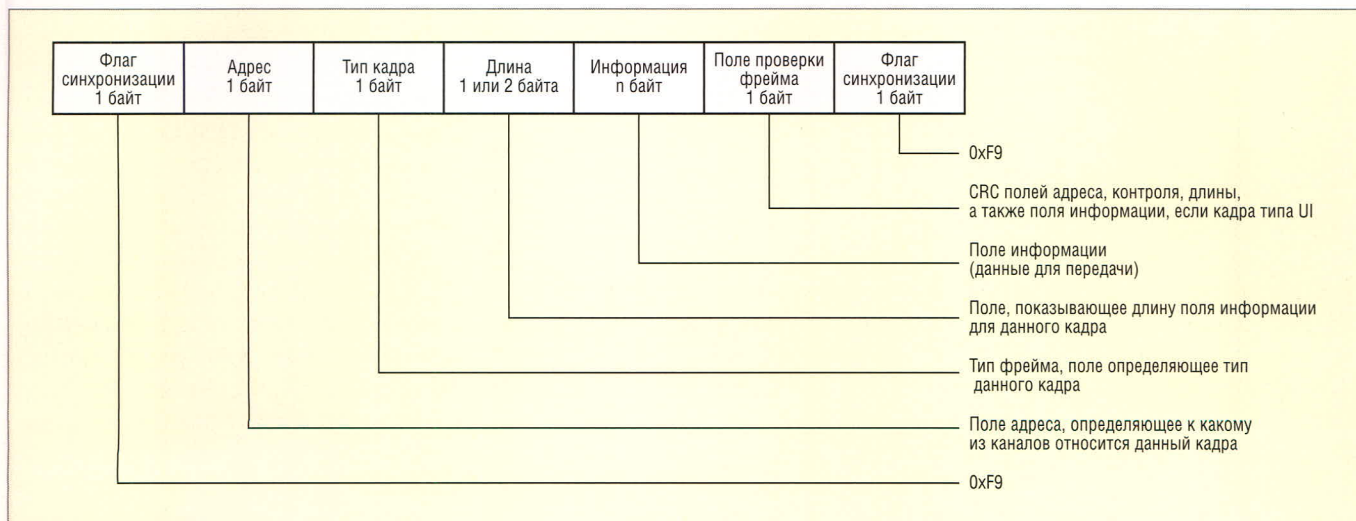 Флаг
синхронизации
1 байт
Адрес
1 байт
Тип кадра
1 байт
Длина
1 или 2 байта
Информация
n байт
Поле проверки
фрейма
1 байт
Флаг
синхронизации
1 байт
0xF9
CRC полей адреса, контроля, длины,
а также поля информации, если кадра типа UI
Поле информации
(данные для передачи)
Поле, показывающее длину поля информации
для данного кадра
Тип фрейма, поле определяющее тип
данного кадра
Поле адреса, определяющее к какому
из каналов относится данный кадра
0xF9